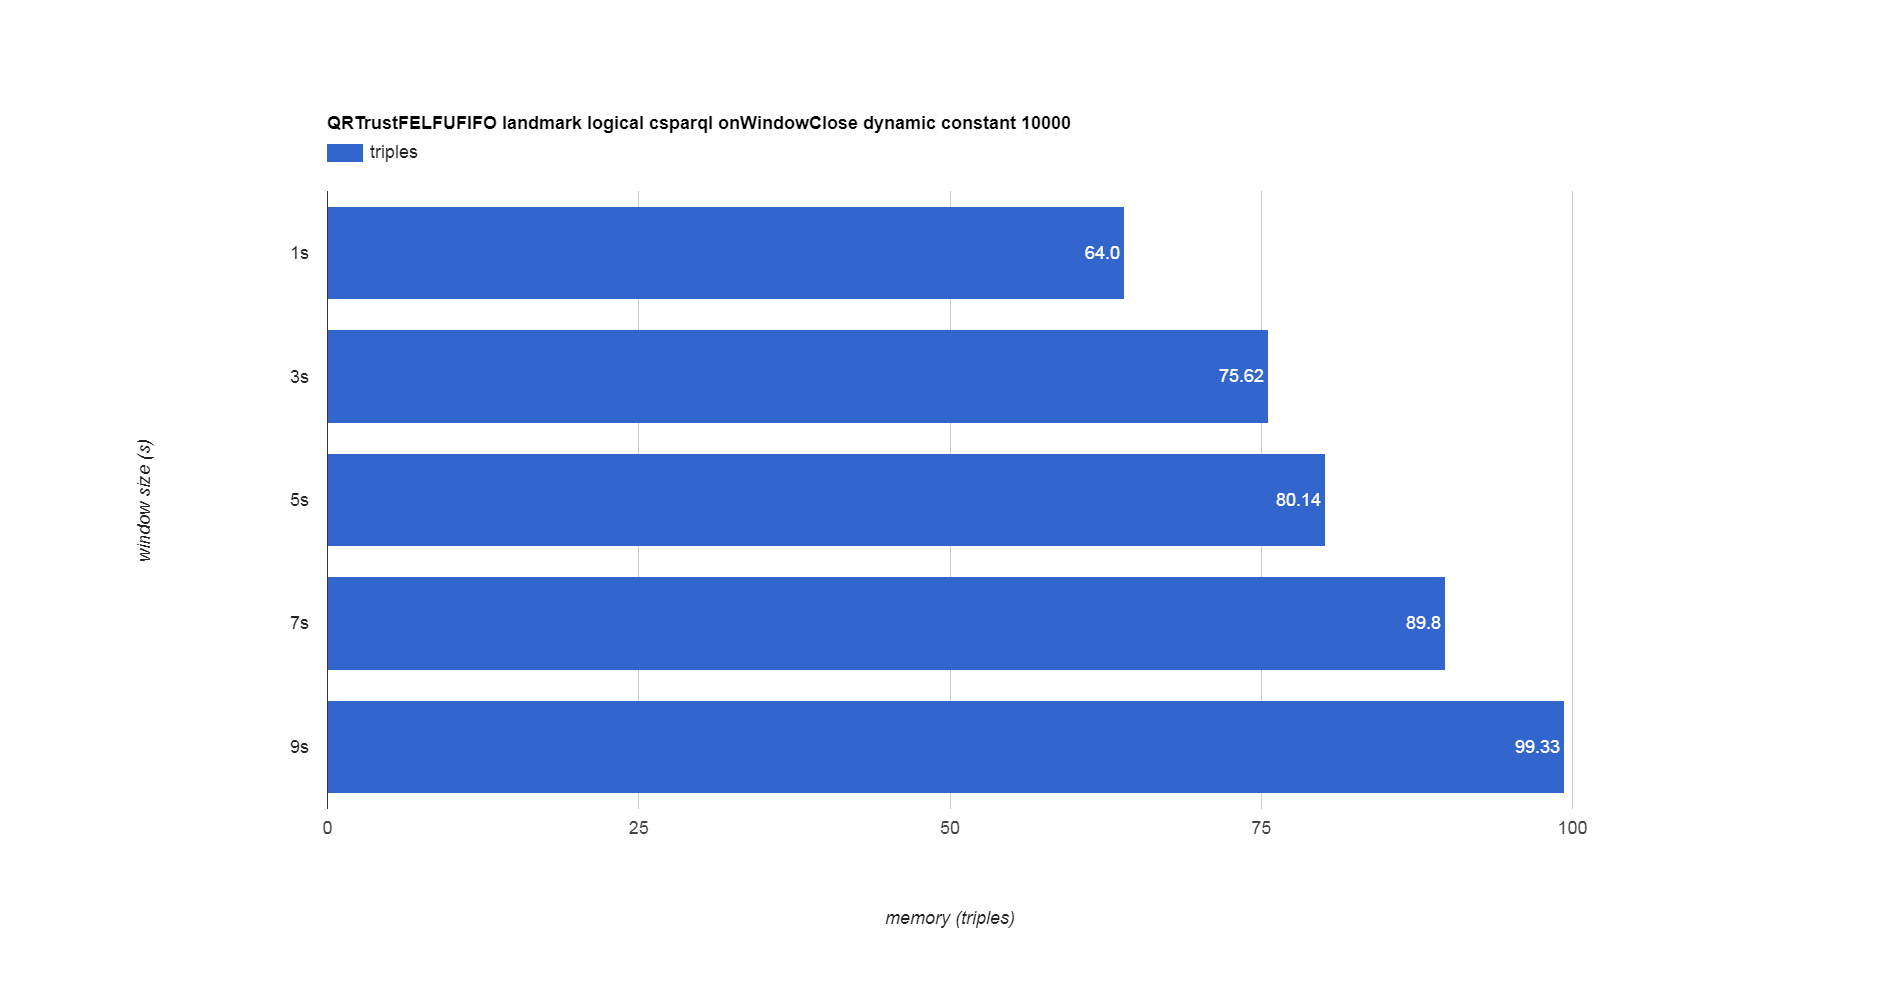 QRTrustFELFUFIFO landmark logical csparql onWindowClose dynamic constant 10000
triples
1s
64.0
3s
75.62
5s
80.14
7s
89.8
9s
99.33
window size (s)
0 25 50 75 100
memory (triples)